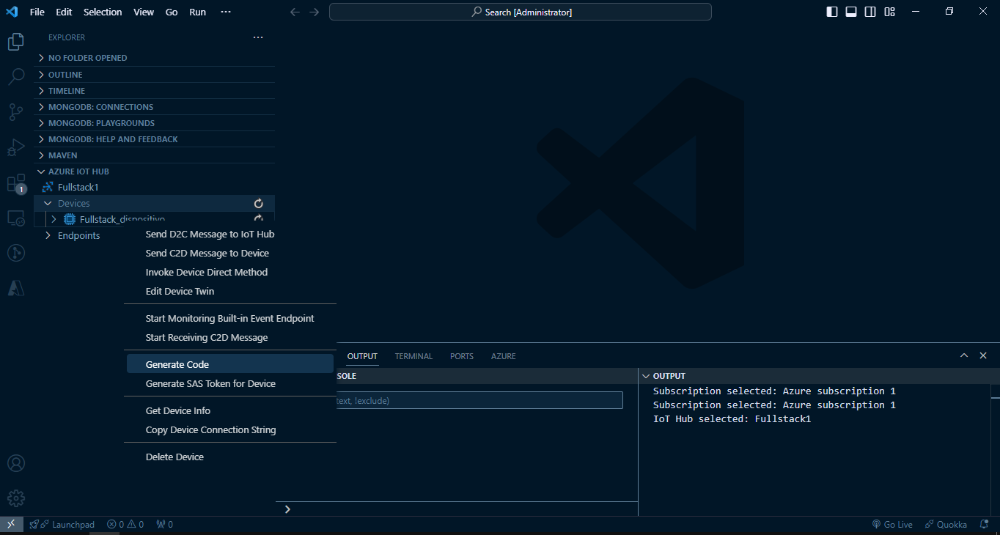 File Edit Selection View Go Run ···
Search [Administrator]
EXPLORER ···
NO FOLDER OPENED
OUTLINE
TIMELINE
MONGODB: CONNECTIONS
MONGODB: PLAYGROUNDS
MONGODB: HELP AND FEEDBACK
MAVEN
AZURE IOT HUB
Fullstack1
1
Devices
Fullstack_dispositivo
Endpoints
Send D2C Message to IoT Hub
Send C2D Message to Device
Invoke Device Direct Method
Edit Device Twin
Start Monitoring Built-in Event Endpoint
Start Receiving C2D Message
Generate Code
Generate SAS Token for Device
Get Device Info
Copy Device Connection String
Delete Device
OUTPUT TERMINAL PORTS AZURE
SOLE
text, !exclude)
OUTPUT
Subscription selected: Azure subscription 1
Subscription selected: Azure subscription 1
IoT Hub selected: Fullstack1
Launchpad 0 0 0 Go Live Quokka